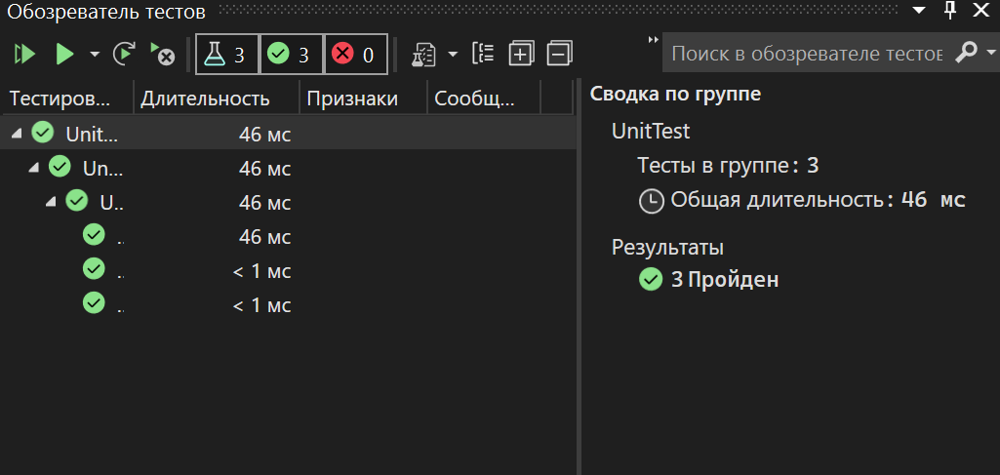 Обозреватель тестов
3 3 0
Поиск в обозревателе тестов
Тестиров... Длительность Признаки Сообщ...
Unit... 46 мс
Un... 46 мс
U.. 46 мс
.. 46 мс
.. < 1 мс
.. < 1 мс
Сводка по группе
UnitTest
Тесты в группе: 3
Общая длительность: 46 мс
Результаты
3 Пройден